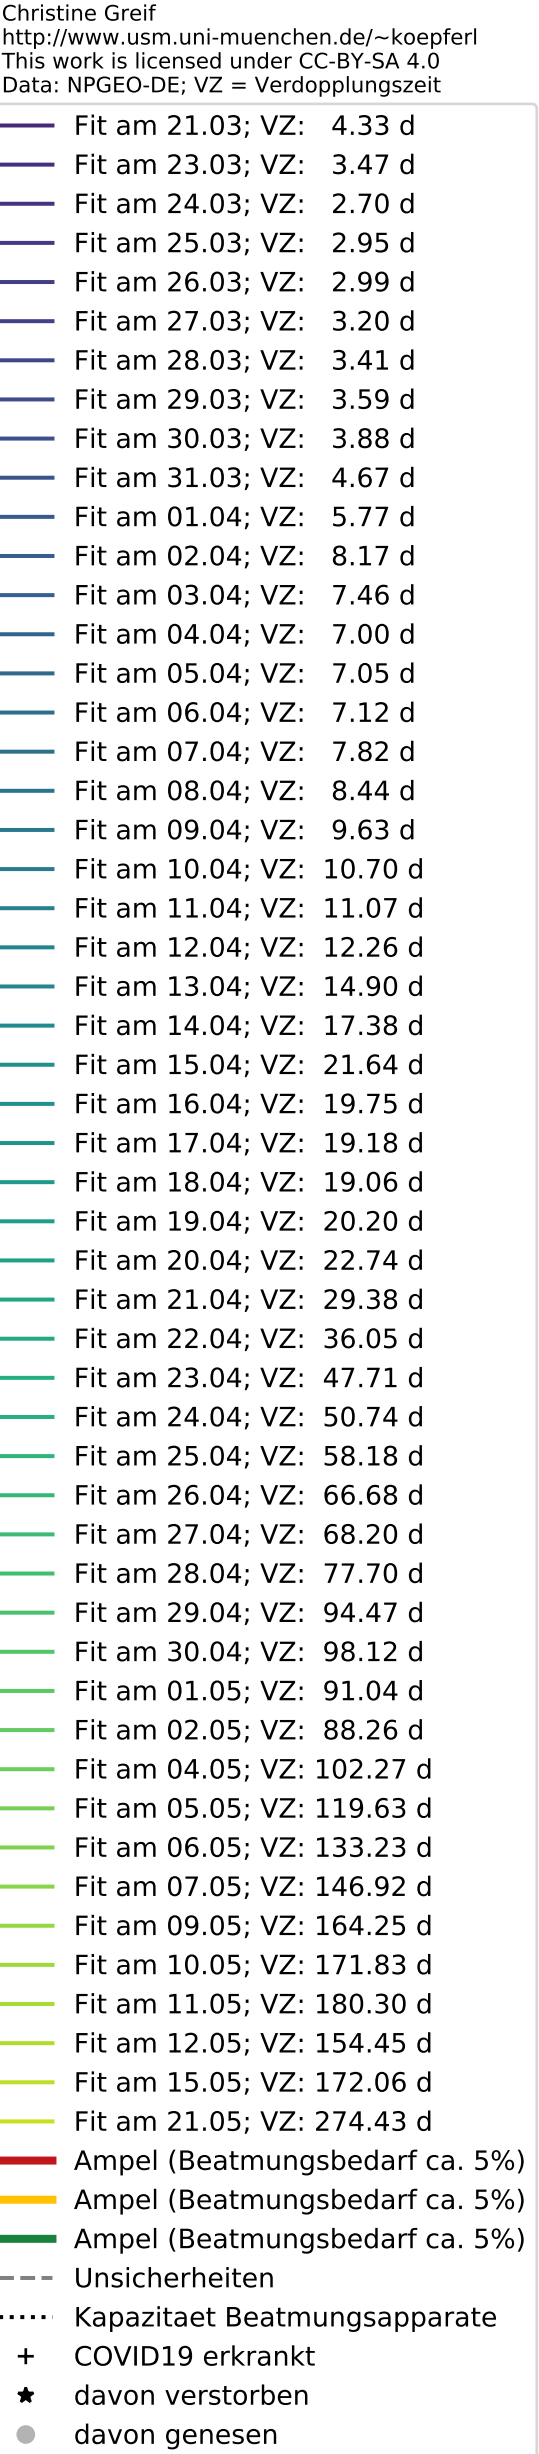 Christine Greif
http://www.usm.uni-muenchen.de/~koepferl
This work is licensed under CC-BY-SA 4.0
Data: NPGEO-DE; VZ = Verdopplungszeit
Fit am 21.03; VZ: 4.33 d
Fit am 23.03; VZ: 3.47 d
Fit am 24.03; VZ: 2.70 d
Fit am 25.03; VZ: 2.95 d
Fit am 26.03; VZ: 2.99 d
Fit am 27.03; VZ: 3.20 d
Fit am 28.03; VZ: 3.41 d
Fit am 29.03; VZ: 3.59 d
Fit am 30.03; VZ: 3.88 d
Fit am 31.03; VZ: 4.67 d
Fit am 01.04; VZ: 5.77 d
Fit am 02.04; VZ: 8.17 d
Fit am 03.04; VZ: 7.46 d
Fit am 04.04; VZ: 7.00 d
Fit am 05.04; VZ: 7.05 d
Fit am 06.04; VZ: 7.12 d
Fit am 07.04; VZ: 7.82 d
Fit am 08.04; VZ: 8.44 d
Fit am 09.04; VZ: 9.63 d
Fit am 10.04; VZ: 10.70 d
Fit am 11.04; VZ: 11.07 d
Fit am 12.04; VZ: 12.26 d
Fit am 13.04; VZ: 14.90 d
Fit am 14.04; VZ: 17.38 d
Fit am 15.04; VZ: 21.64 d
Fit am 16.04; VZ: 19.75 d
Fit am 17.04; VZ: 19.18 d
Fit am 18.04; VZ: 19.06 d
Fit am 19.04; VZ: 20.20 d
Fit am 20.04; VZ: 22.74 d
Fit am 21.04; VZ: 29.38 d
Fit am 22.04; VZ: 36.05 d
Fit am 23.04; VZ: 47.71 d
Fit am 24.04; VZ: 50.74 d
Fit am 25.04; VZ: 58.18 d
Fit am 26.04; VZ: 66.68 d
Fit am 27.04; VZ: 68.20 d
Fit am 28.04; VZ: 77.70 d
Fit am 29.04; VZ: 94.47 d
Fit am 30.04; VZ: 98.12 d
Fit am 01.05; VZ: 91.04 d
Fit am 02.05; VZ: 88.26 d
Fit am 04.05; VZ: 102.27 d
Fit am 05.05; VZ: 119.63 d
Fit am 06.05; VZ: 133.23 d
Fit am 07.05; VZ: 146.92 d
Fit am 09.05; VZ: 164.25 d
Fit am 10.05; VZ: 171.83 d
Fit am 11.05; VZ: 180.30 d
Fit am 12.05; VZ: 154.45 d
Fit am 15.05; VZ: 172.06 d
Fit am 21.05; VZ: 274.43 d
Ampel (Beatmungsbedarf ca. 5%)
Ampel (Beatmungsbedarf ca. 5%)
Ampel (Beatmungsbedarf ca. 5%)
Unsicherheiten
Kapazitaet Beatmungsapparate
COVID19 erkrankt
davon verstorben
davon genesen